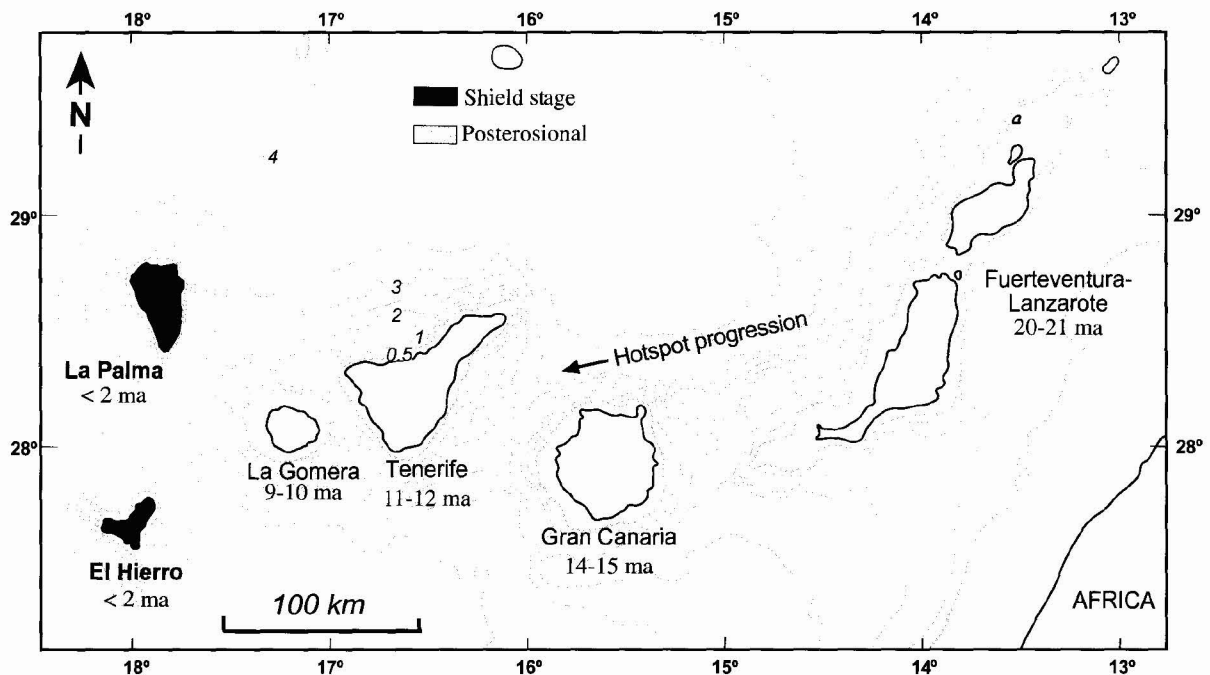 18° 17° 16° 15° 14° 13°
N
Shield stage
Posterosional
a
4
29° 29°
Fuerteventura-
Lanzarote
20-21 ma
3
2
1
0.5
Hotspot progression
La Palma
< 2 ma
28° 28°
La Gomera
9-10 ma
Tenerife
11-12 ma
Gran Canaria
14-15 ma
El Hierro
< 2 ma
100 km
AFRICA
18° 17° 16° 15° 14° 13°